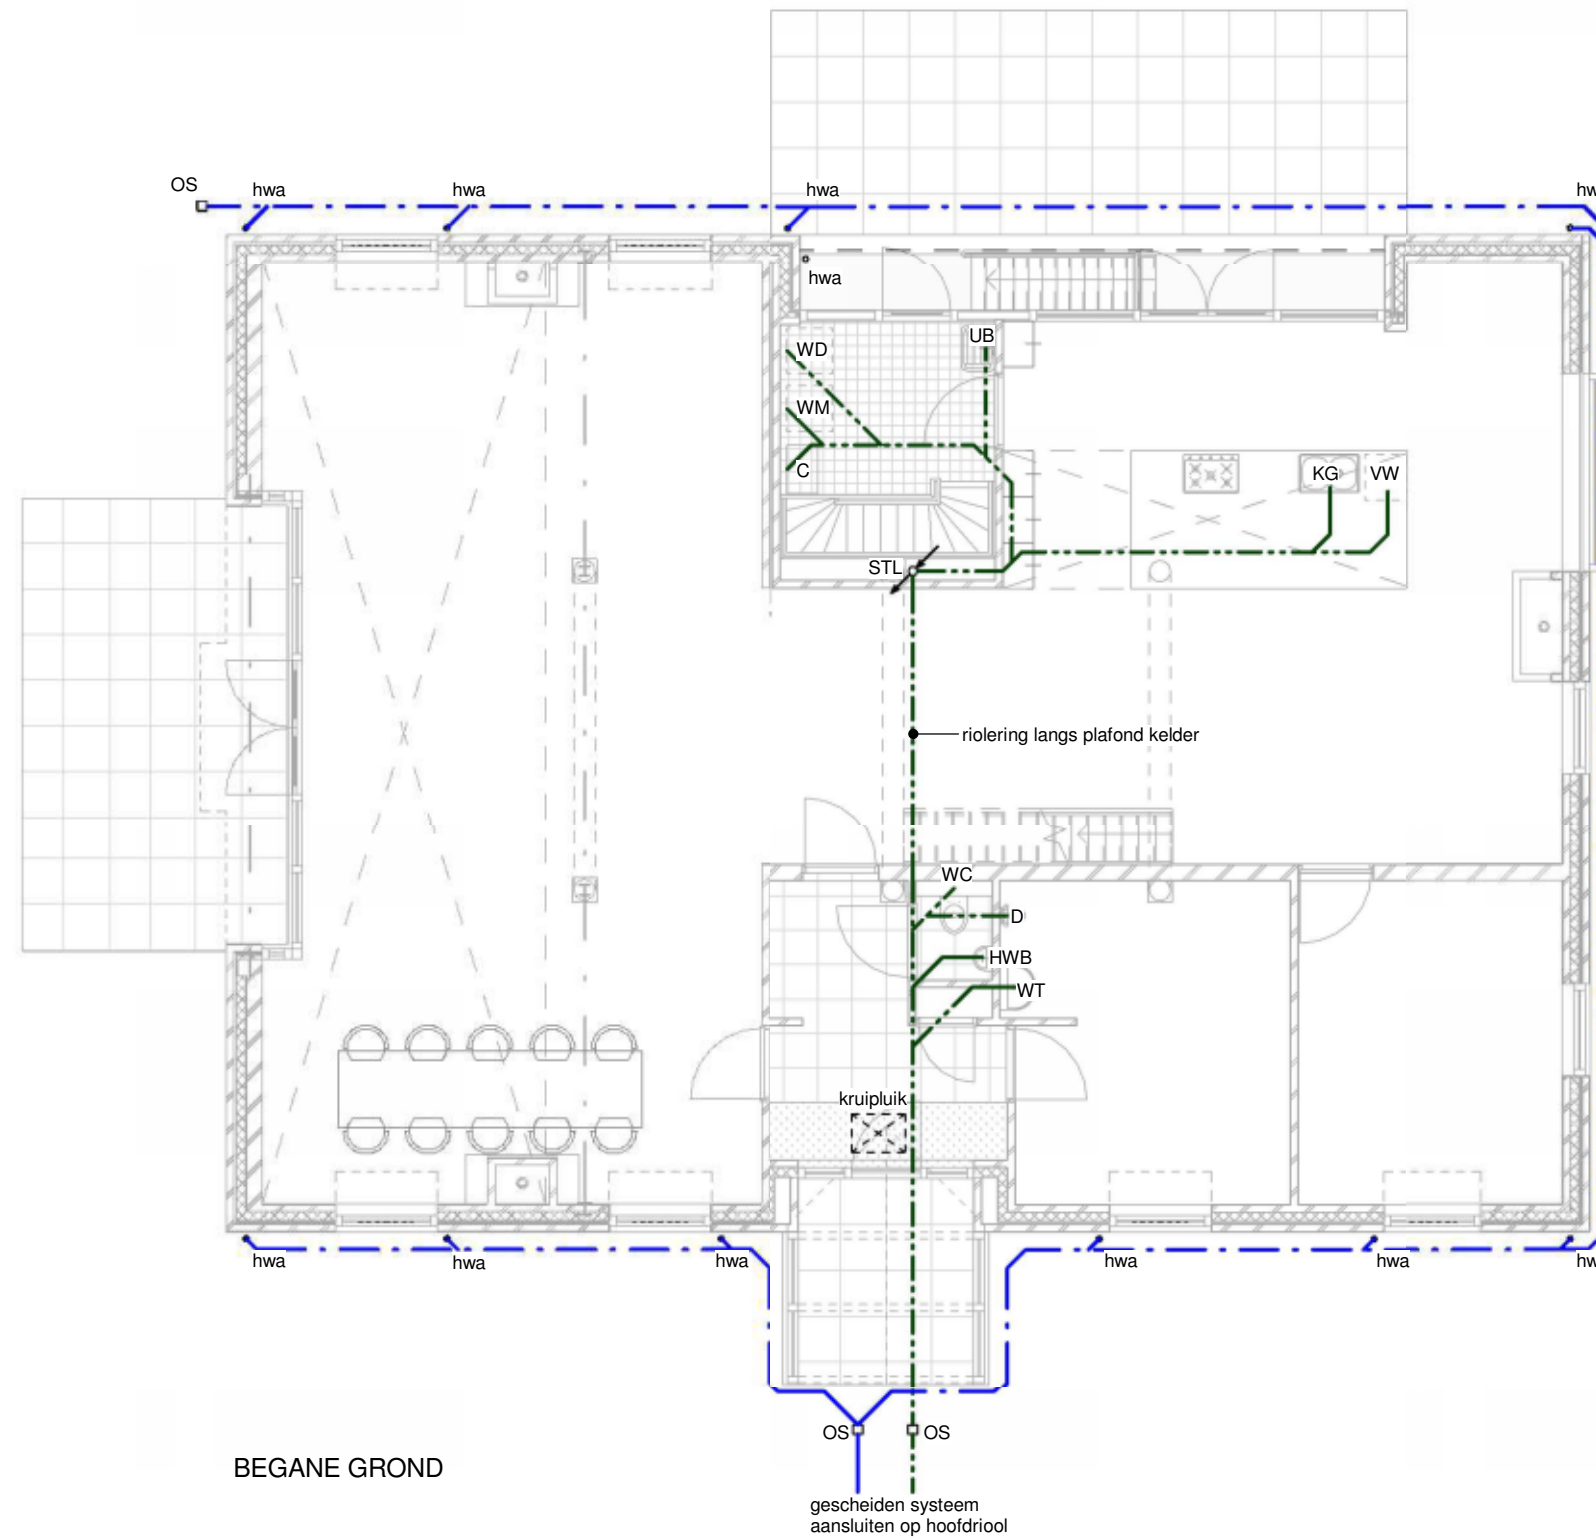 OS
hwa
hwa
hwa
hw
hwa
WD
UB
WM
C
KG
VW
STL
riolering langs plafond kelder
WC
D
HWB
WT
kruipluik
hwa
hwa
hwa
hwa
hwa
hw
OS
OS
BEGANE GROND
gescheiden systeem
aansluiten op hoofdriool